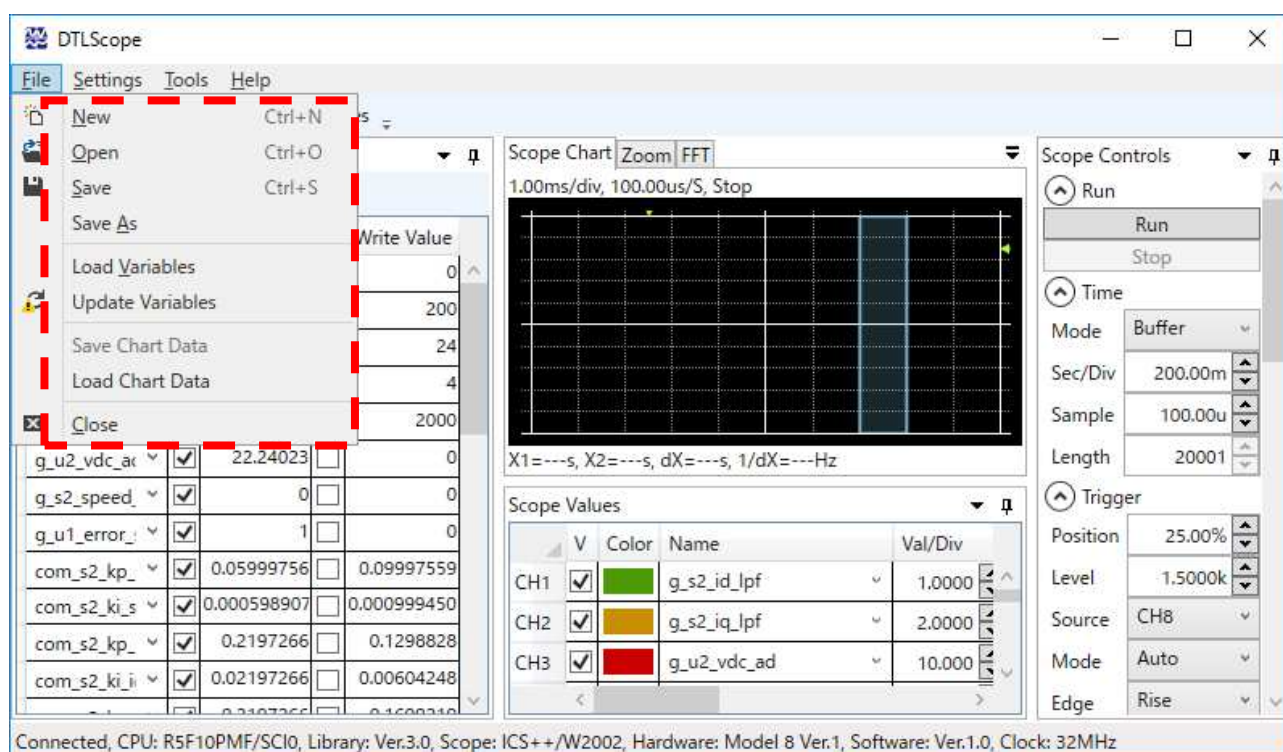 DTLScope
File Settings Tools Help
New Ctrl+N
Open Ctrl+O
Save Ctrl+S
Save As
Load Variables
Update Variables
Save Chart Data
Load Chart Data
Close
Write Value
0
200
24
4
2000
g_u2_vdc_ 22.24023 0
g_s2_speed_ 0 0
g_u1_error_ 1 0
com_s2_kp_ 0.05999756 0.09997559
com_s2_ki_s 0.000598907 0.000999450
com_s2_kp_ 0.2197266 0.1298828
com_s2_ki_i 0.02197266 0.00604248
Scope Chart Zoom FFT
1.00ms/div, 100.00us/S, Stop
X1=---s, X2=---s, dX=---s, 1/dX=---Hz
Scope Values
V Color Name Val/Div
CH1 g_s2_id_lpf 1.0000
CH2 g_s2_iq_lpf 2.0000
CH3 g_u2_vdc_ad 10.000
Scope Controls
Run
Run
Stop
Time
Mode Buffer
Sec/Div 200.00m
Sample 100.00u
Length 20001
Trigger
Position 25.00%
Level 1.5000k
Source CH8
Mode Auto
Edge Rise
Connected, CPU: R5F10PMF/SCI0, Library: Ver.3.0, Scope: ICS++/W2002, Hardware: Model 8 Ver.1, Software: Ver.1.0, Clock: 32MHz